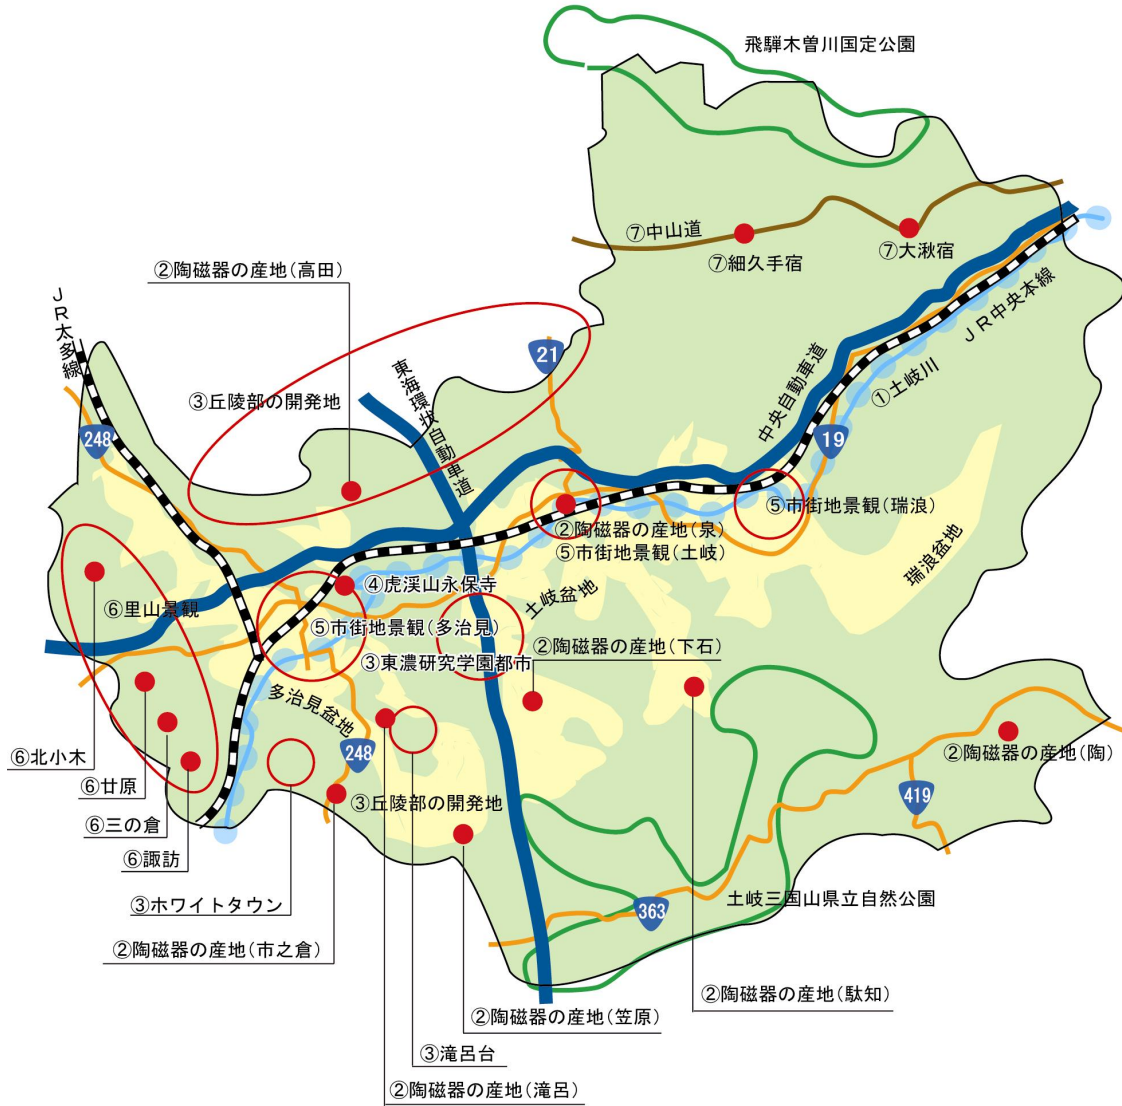 飛騨木曽川国定公園
⑦中山道
⑦細久手宿
⑦大湫宿
②陶磁器の産地(高田)
JR太多線
JR中央本線
①土岐川
中央自動車道
東海環状自動車道
21
③丘陵部の開発地
248
19
⑤市街地景観(瑞浪)
②陶磁器の産地(泉)
⑤市街地景観(土岐)
瑞浪盆地
土岐盆地
④虎渓山永保寺
⑥里山景観
⑤市街地景観(多治見)
②陶磁器の産地(下石)
③東濃研究学園都市
多治見盆地
248
②陶磁器の産地(陶)
⑥北小木
⑥廿原
③丘陵部の開発地
419
⑥三の倉
⑥諏訪
③ホワイトタウン
土岐三国山県立自然公園
363
②陶磁器の産地(市之倉)
②陶磁器の産地(駄知)
②陶磁器の産地(笠原)
③滝呂台
②陶磁器の産地(滝呂)